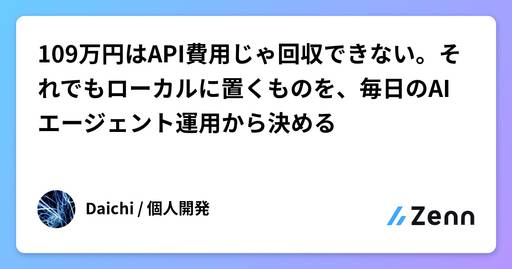 109万円はAPI費用じゃ回収できない。そ
れでもローカルに置くものを、毎日のAI
エージェント運用から決める
Daichi / 個人開発
Zenn